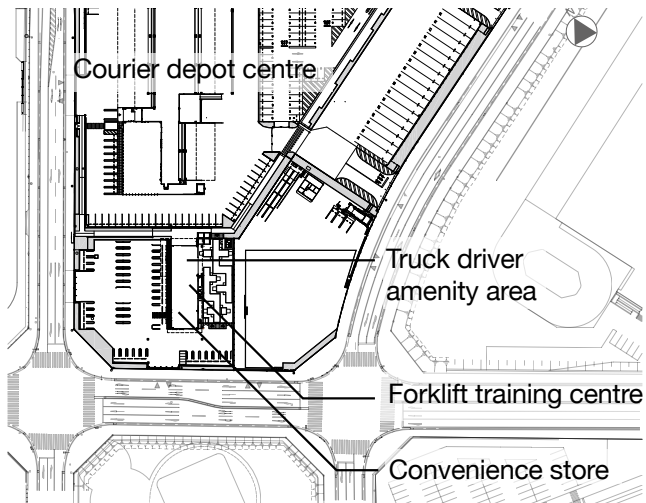 Courier depot centre
Truck driver
amenity area
Forklift training centre
Convenience store